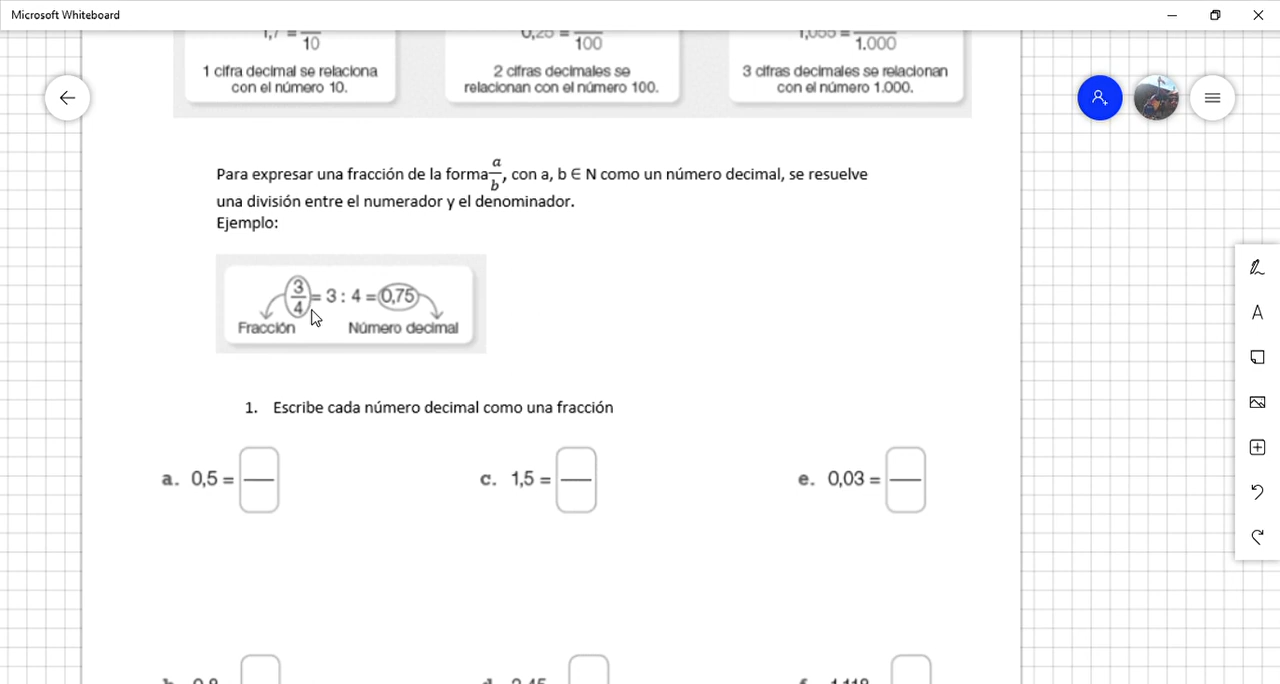 Microsoft Whiteboard
10
100
1.000
1 cifra decimal se relaciona
con el número 10.
2 cifras decimales se
relacionan con el número 100.
3 cifras decimales se relacionan
con el número 1.000.
Para expresar una fracción de la forma a/b, con a, b ∈ N como un número decimal, se resuelve
una división entre el numerador y el denominador.
Ejemplo:
3/4 = 3 : 4 = 0,75
Fracción Número decimal
1. Escribe cada número decimal como una fracción
a. 0,5 = c. 1,5 = e. 0,03 =